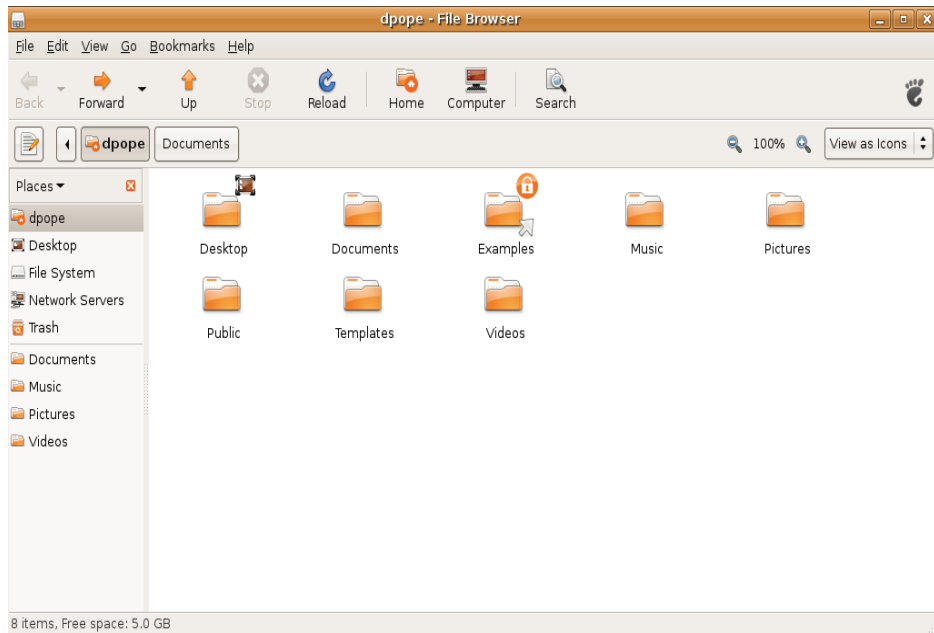 dpope - File Browser
File Edit View Go Bookmarks Help
Back Forward Up Stop Reload Home Computer Search
dpope Documents 100% View as Icons
Places
dpope
Desktop
File System
Network Servers
Trash
Documents
Music
Pictures
Videos
Desktop Documents Examples Music Pictures
Public Templates Videos
8 items, Free space: 5.0 GB